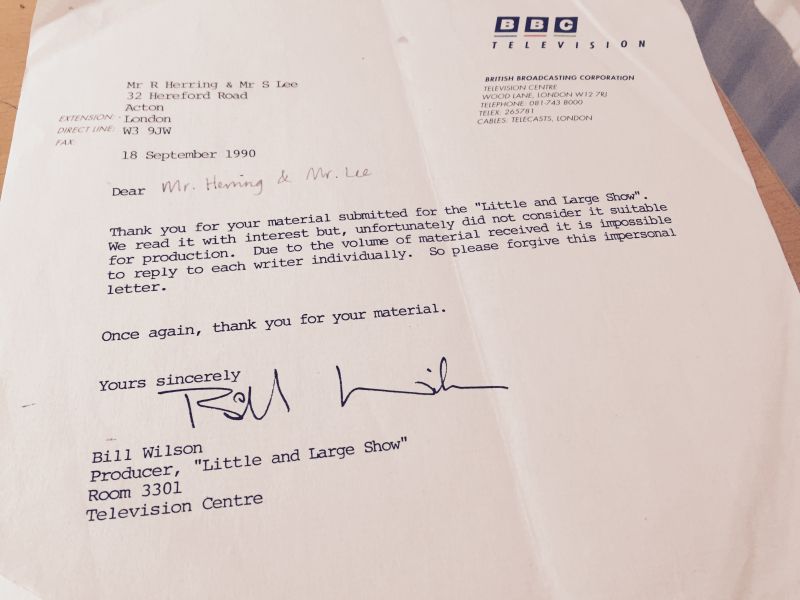 BBC
TELEVISION
BRITISH BROADCASTING CORPORATION
TELEVISION CENTRE
WOOD LANE, LONDON W12 7RJ
TELEPHONE: 081-743 8000
TELEX: 265781
CABLES: TELECASTS, LONDON
Mr R Herring & Mr S Lee
32 Hereford Road
Acton
EXTENSION: London
DIRECT LINE: W3 9JW
FAX:
18 September 1990
Dear Mr. Herring & Mr. Lee
Thank you for your material submitted for the "Little and Large Show".
We read it with interest but, unfortunately did not consider it suitable
for production. Due to the volume of material received it is impossible
to reply to each writer individually. So please forgive this impersonal
letter.
Once again, thank you for your material.
Yours sincerely
Bill Wilson
Bill Wilson
Producer, "Little and Large Show"
Room 3301
Television Centre